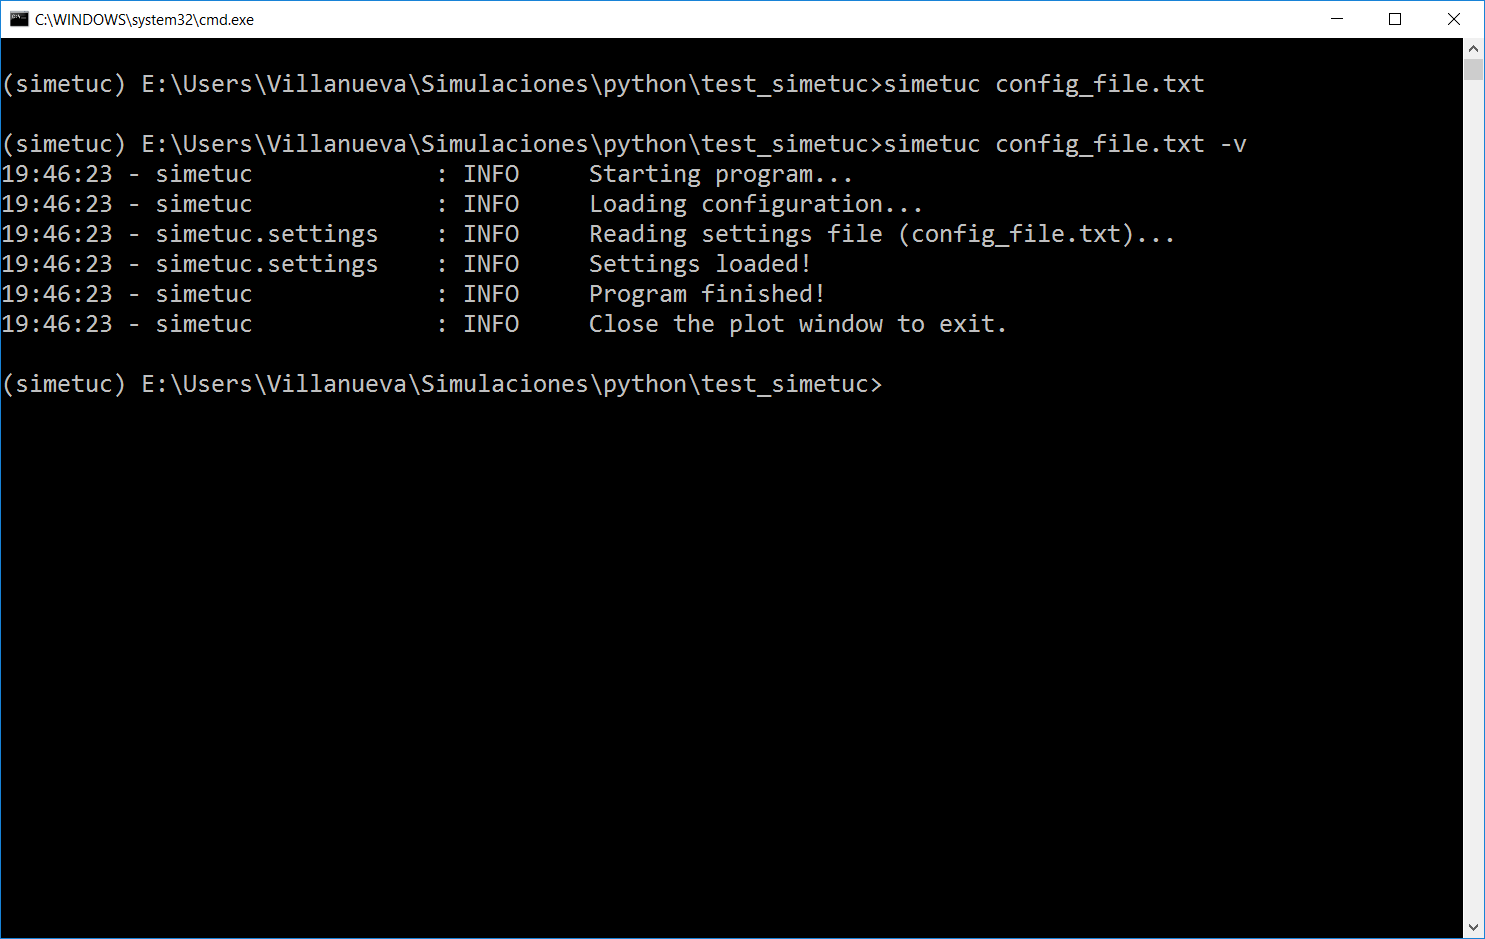 C:\WINDOWS\system32\cmd.exe
(simetuc) E:\Users\Villanueva\Simulaciones\python\test_simetuc>simetuc config_file.txt
(simetuc) E:\Users\Villanueva\Simulaciones\python\test_simetuc>simetuc config_file.txt -v
19:46:23 - simetuc             : INFO     Starting program...
19:46:23 - simetuc             : INFO     Loading configuration...
19:46:23 - simetuc.settings    : INFO     Reading settings file (config_file.txt)...
19:46:23 - simetuc.settings    : INFO     Settings loaded!
19:46:23 - simetuc             : INFO     Program finished!
19:46:23 - simetuc             : INFO     Close the plot window to exit.
(simetuc) E:\Users\Villanueva\Simulaciones\python\test_simetuc>